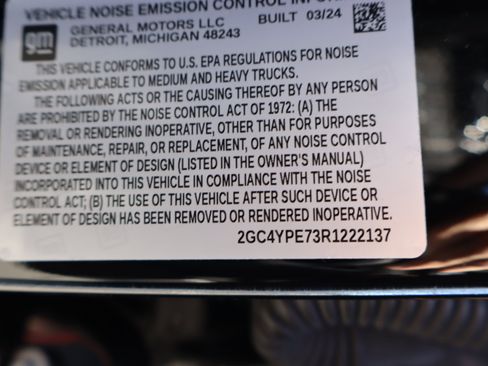 VEHICLE NOISE EMISSION CONTROL
gm GENERAL MOTORS LLC BUILT 03/24
DETROIT, MICHIGAN 48243
THIS VEHICLE CONFORMS TO U.S. EPA REGULATIONS FOR NOISE
EMISSION APPLICABLE TO MEDIUM AND HEAVY TRUCKS.
THE FOLLOWING ACTS OR THE CAUSING THEREOF BY ANY PERSON
ARE PROHIBITED BY THE NOISE CONTROL ACT OF 1972: (A) THE
REMOVAL OR RENDERING INOPERATIVE, OTHER THAN FOR PURPOSES
OF MAINTENANCE, REPAIR, OR REPLACEMENT, OF ANY NOISE CONTROL
DEVICE OR ELEMENT OF DESIGN (LISTED IN THE OWNER'S MANUAL)
INCORPORATED INTO THIS VEHICLE IN COMPLIANCE WITH THE NOISE
CONTROL ACT; (B) THE USE OF THIS VEHICLE AFTER SUCH DEVICE OR
ELEMENT OF DESIGN HAS BEEN REMOVED OR RENDERED INOPERATIVE.
2GC4YPE73R1222137